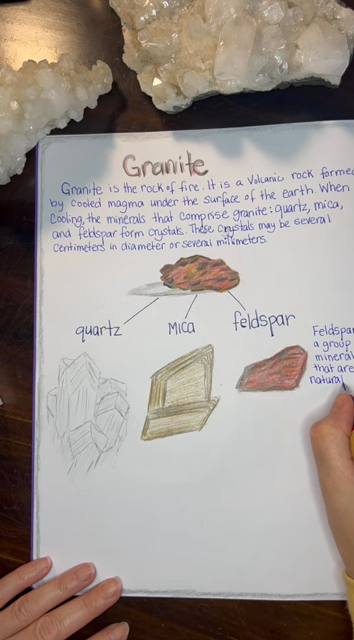 Granite
Granite is the rock of fire. It is a volcanic rock formed
by cooled magma under the surface of the earth. When
cooling, the minerals that comprise granite: quartz, mica,
and feldspar form crystals. These crystals may be several
centimeters in diameter or several millimeters.
quartz
mica
feldspar
Feldspar
a group
mineral
that are
natural